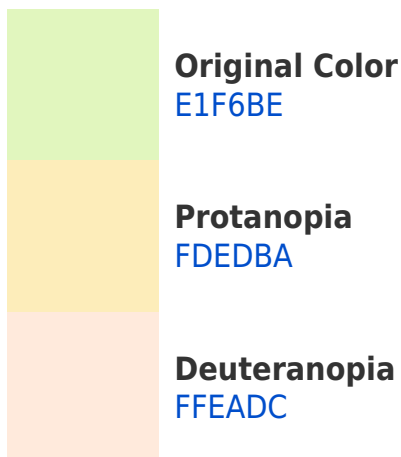 Original Color
E1F6BE
Protanopia
FDEDBA
Deuteranopia
FFEADC